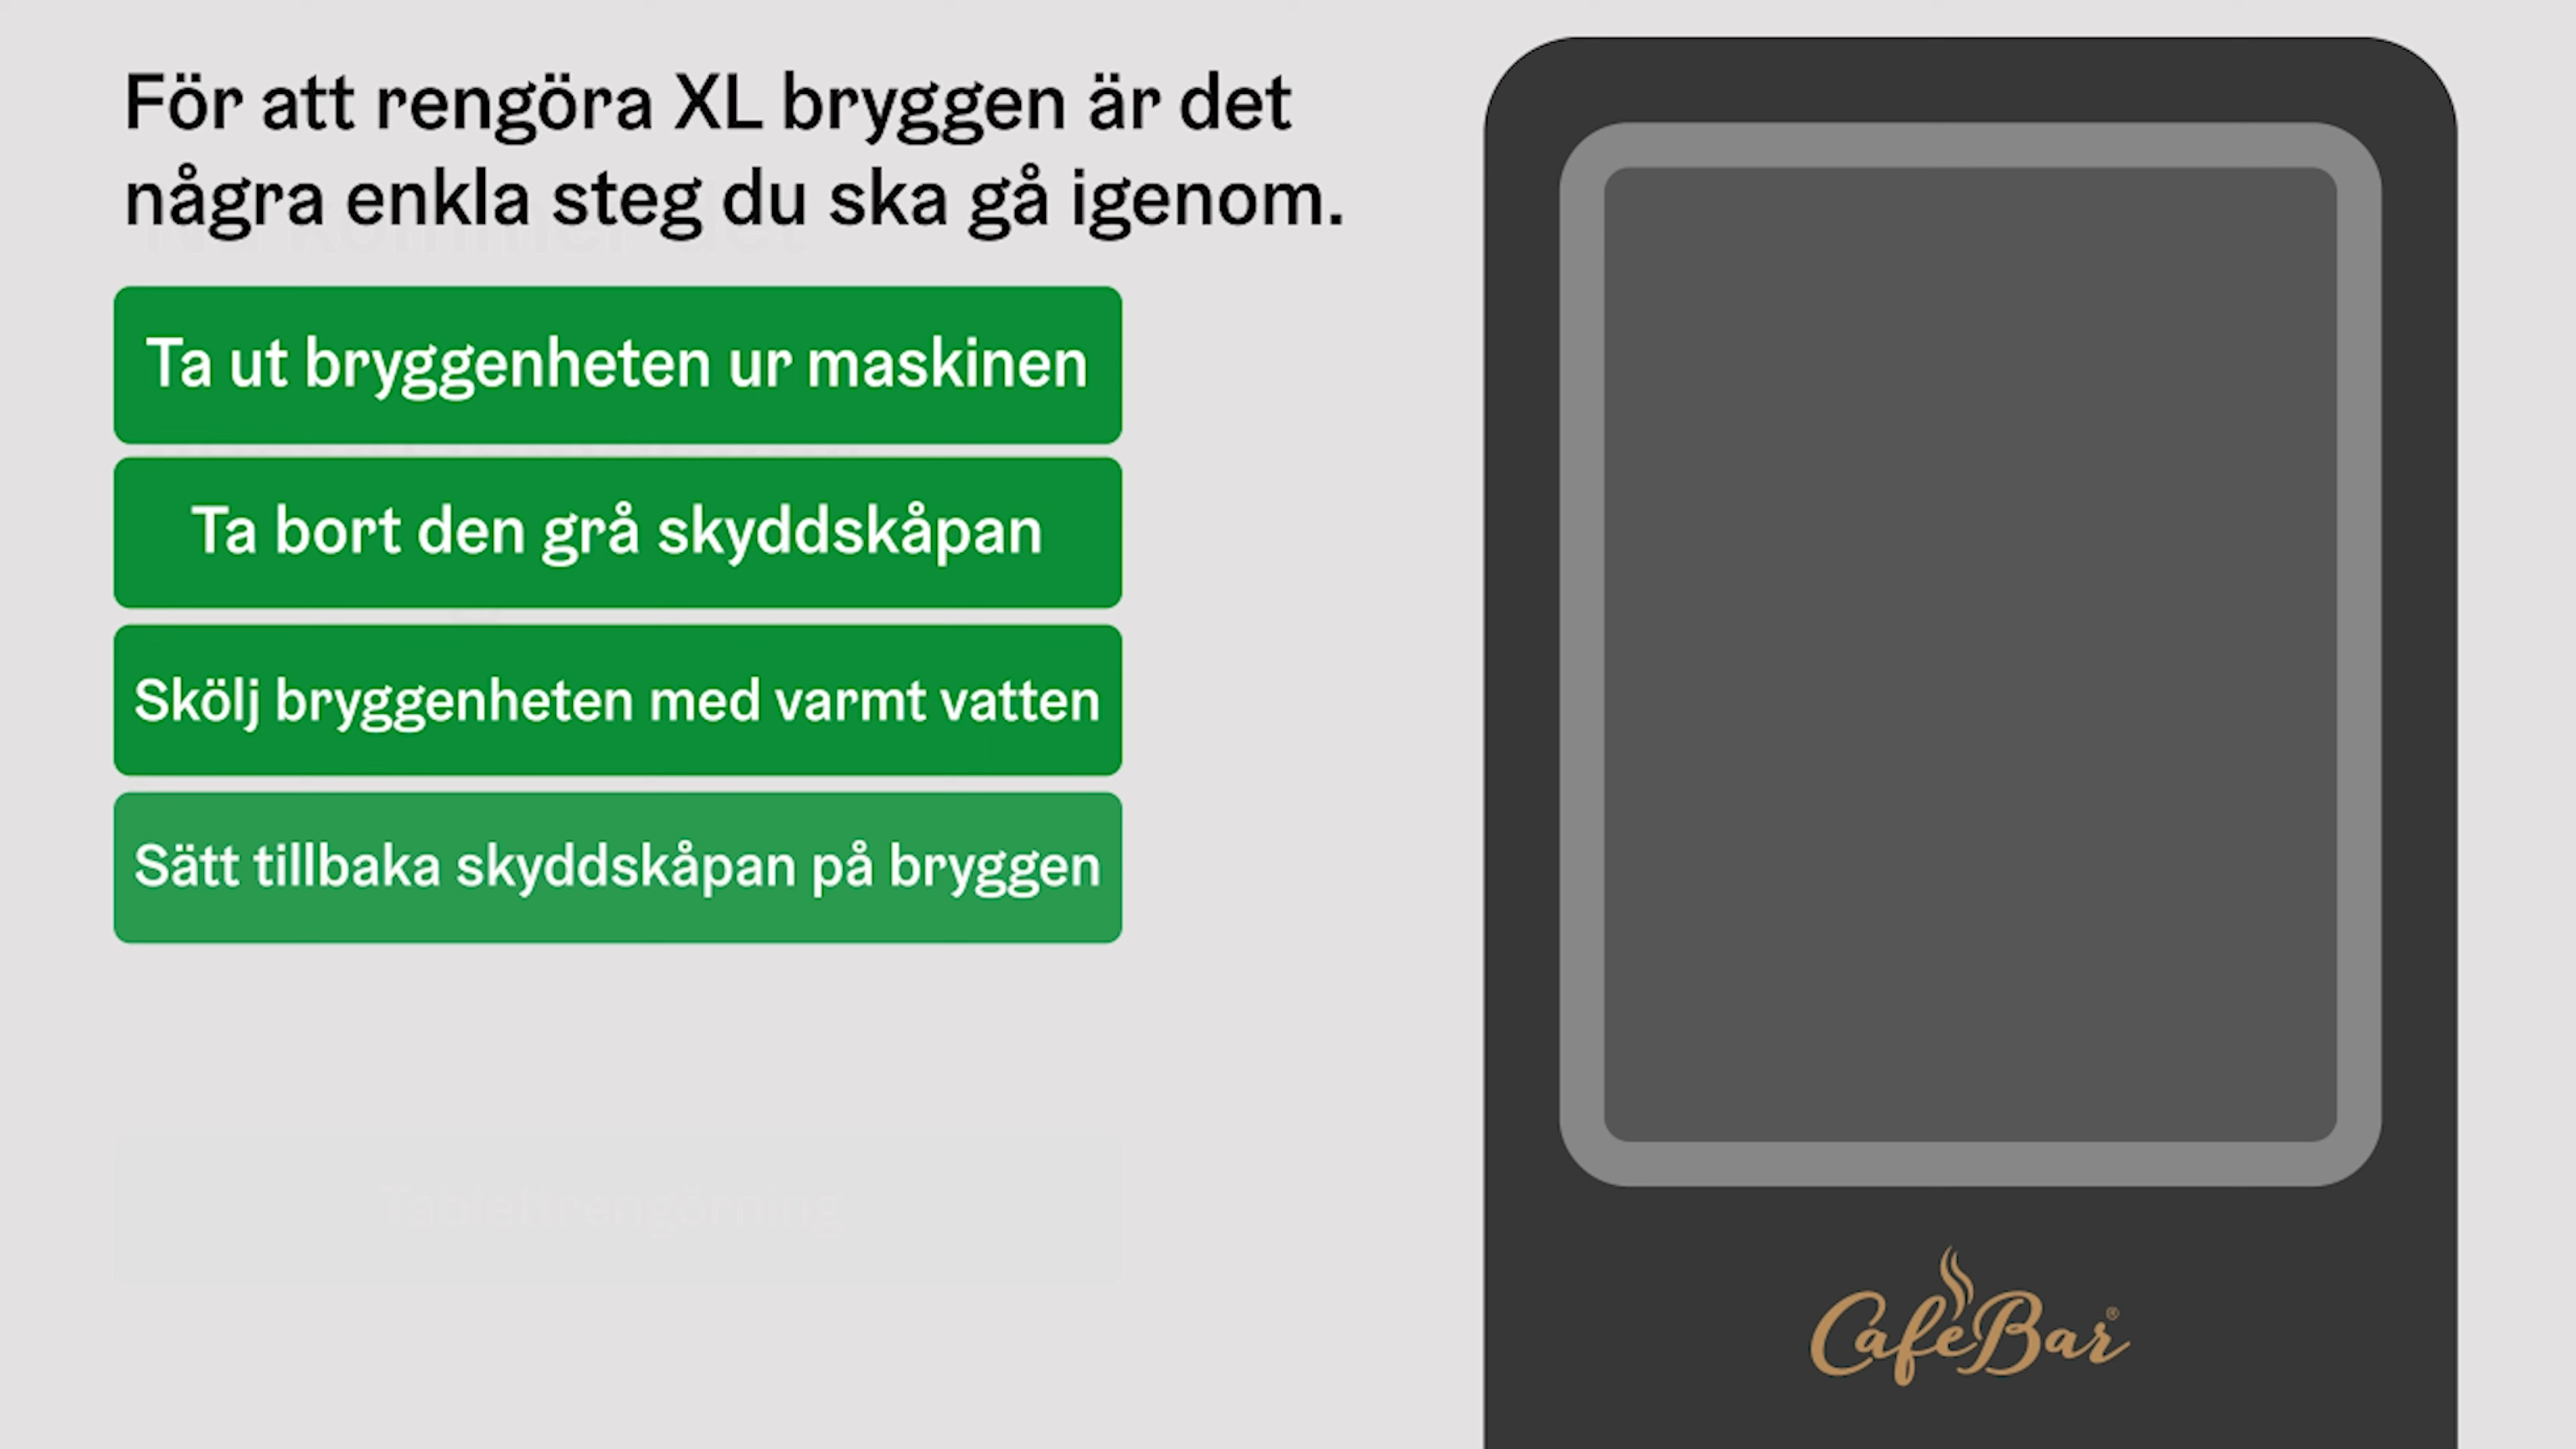 För att rengöra XL bryggen är det
några enkla steg du ska gå igenom.
Ta ut bryggenheten ur maskinen
Ta bort den grå skyddskåpan
Skölj bryggenheten med varmt vatten
Sätt tillbaka skyddskåpan på bryggen
Tablettrengörning
CafeBar®